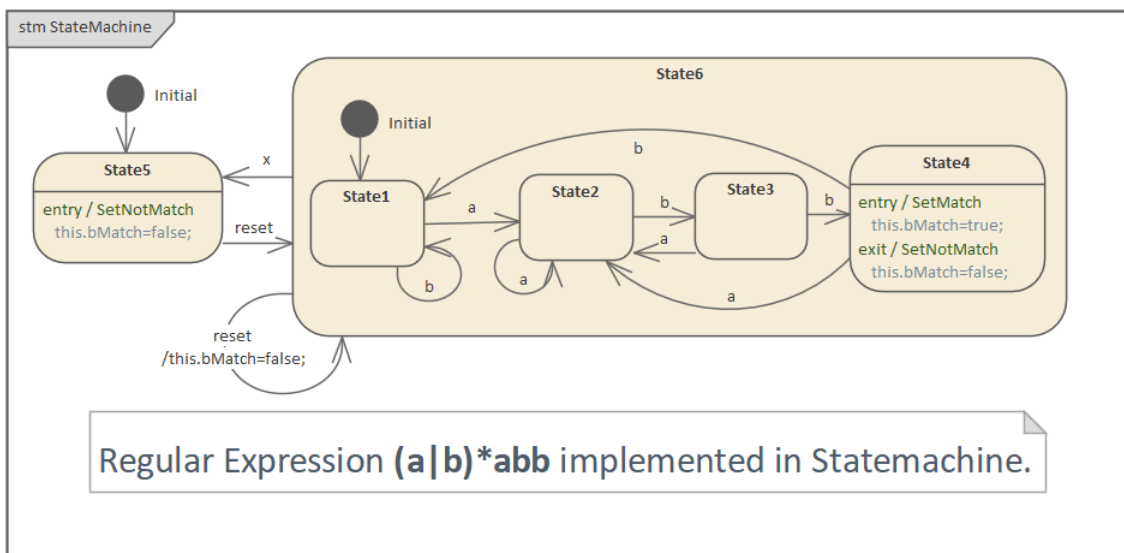 stm StateMachine
State6
Initial
Initial
State5
entry / SetNotMatch
this.bMatch=false;
x
reset
State1
a
b
State2
a
b
State3
a
b
b
a
State4
entry / SetMatch
this.bMatch=true;
exit / SetNotMatch
this.bMatch=false;
reset
/this.bMatch=false;
Regular Expression (a|b)*abb implemented in Statemachine.